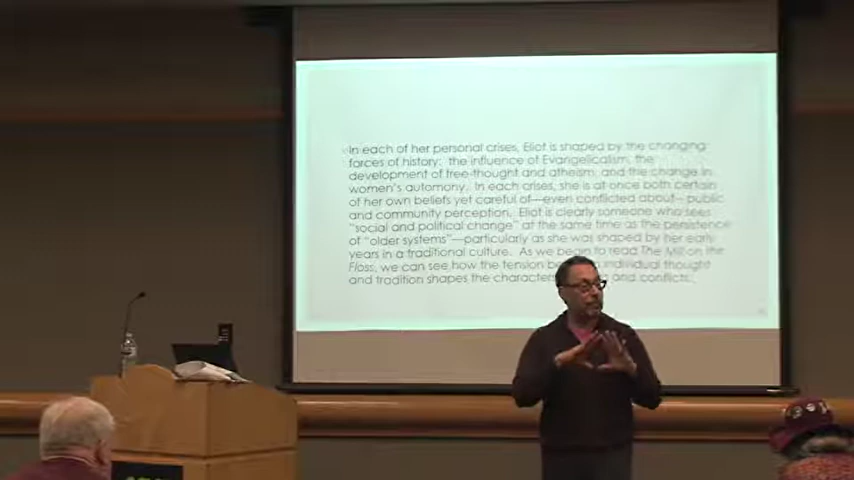 In each of her personal crises, Eliot is shaped by the changing
forces of history: the influence of Evangelicalism, the
development of free-thought and atheism, and the change in
women's autonomy. In each crisis, she is at once both certain
of her own beliefs yet careful of—even conflicted about– public
and community perception. Eliot is clearly someone who sees
"social and political change" at the same time as the persistence
of "older systems"—particularly as she was shaped by her early
years in a traditional culture. As we begin to read The Mill on the
Floss, we can see how the tension individual thought
and tradition shapes the and conflicts.